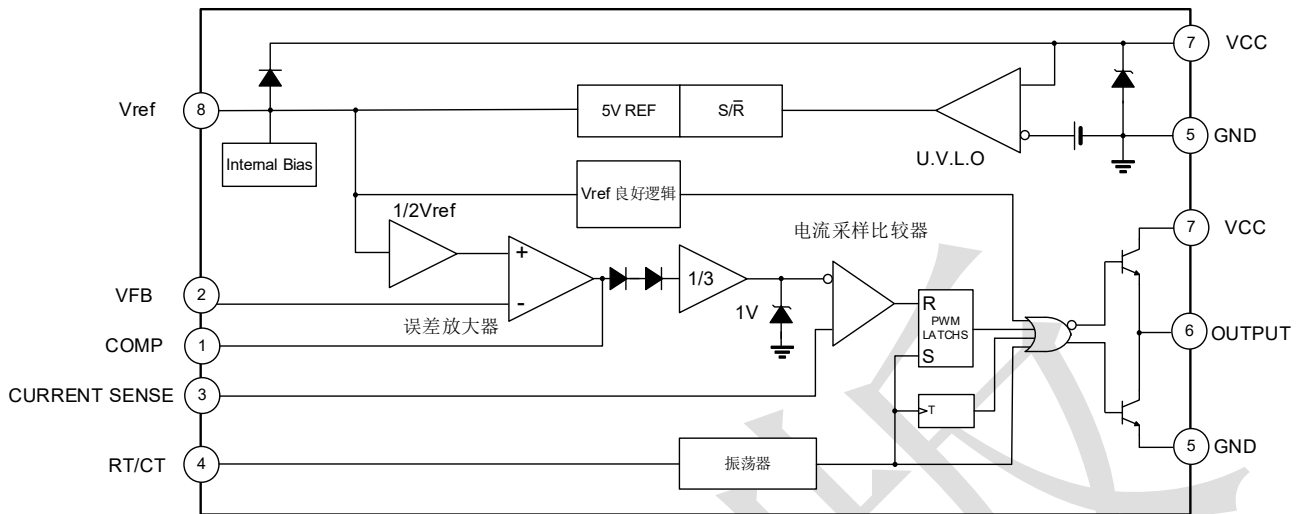 7
VCC
Vref
8
5V REF
S/R̅
5
GND
Internal Bias
U.V.L.O
1/2Vref
Vref 良好逻辑
电流采样比较器
7
VCC
+
-
1/3
VFB
2
误差放大器
1V
R
PWM
LATCHS
S
6
OUTPUT
COMP
1
CURRENT SENSE
3
T
RT/CT
4
振荡器
5
GND